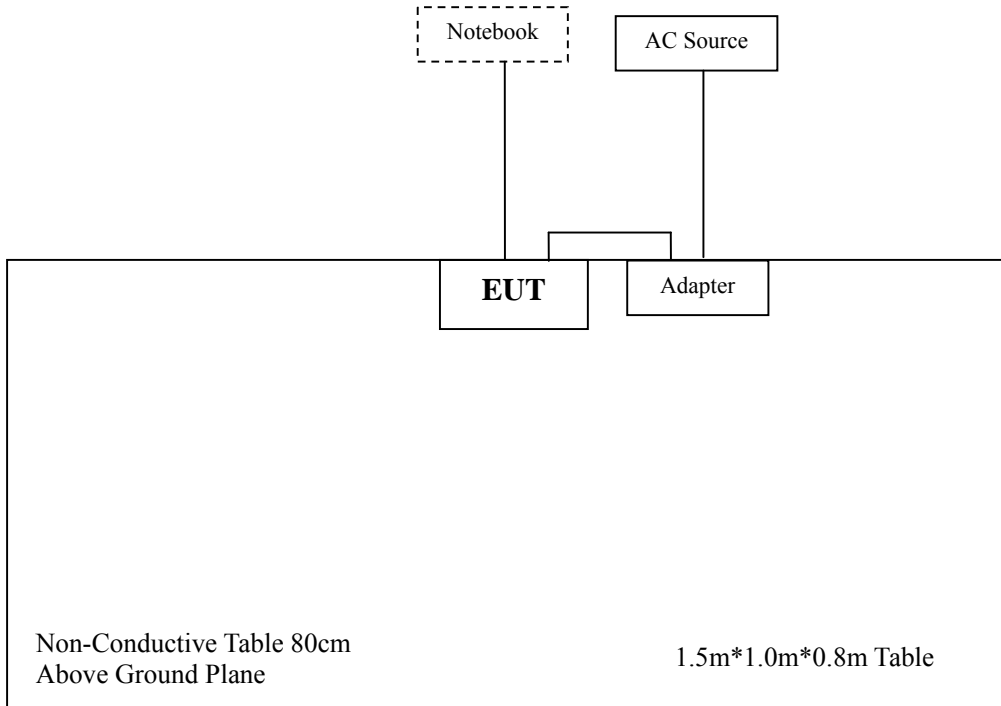 Notebook
AC Source
EUT
Adapter
Non-Conductive Table 80cm
Above Ground Plane
1.5m*1.0m*0.8m Table